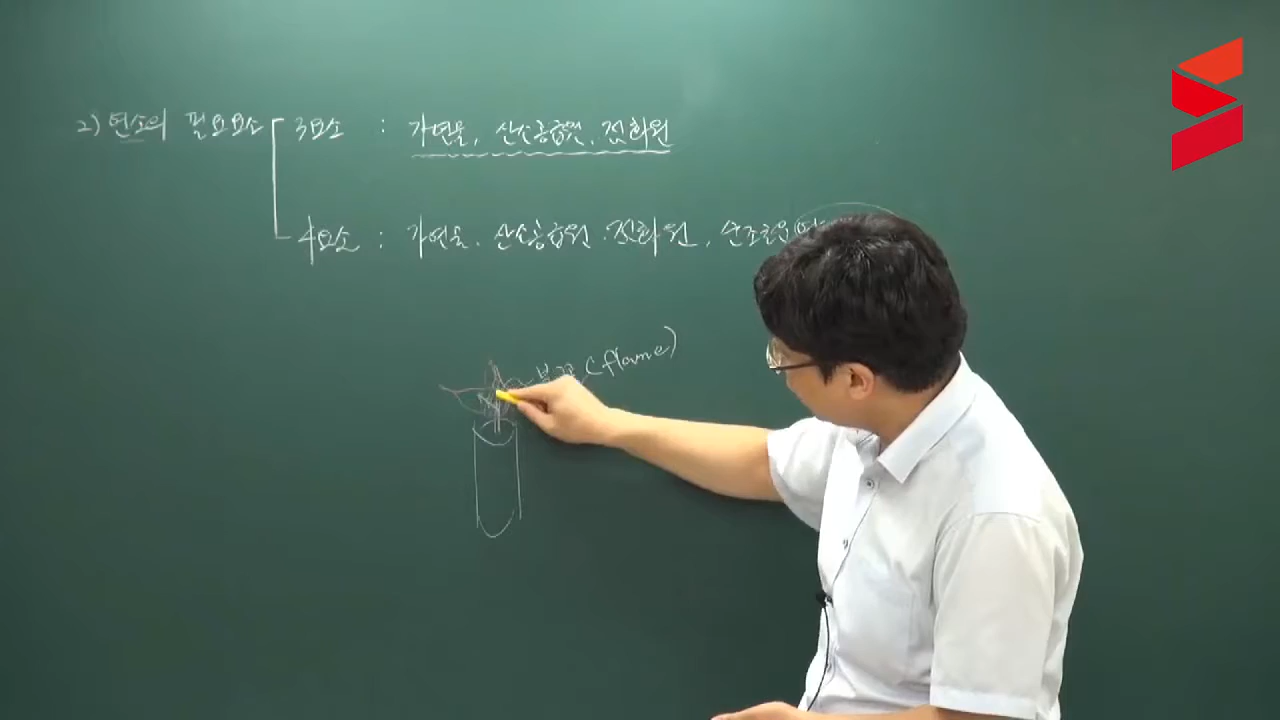 2) 연소의 필요요소 3요소 : 가연물, 산소공급원, 점화원
4요소 : 가연물, 산소공급원, 점화원, 순조연쇄
불꽃 (flame)